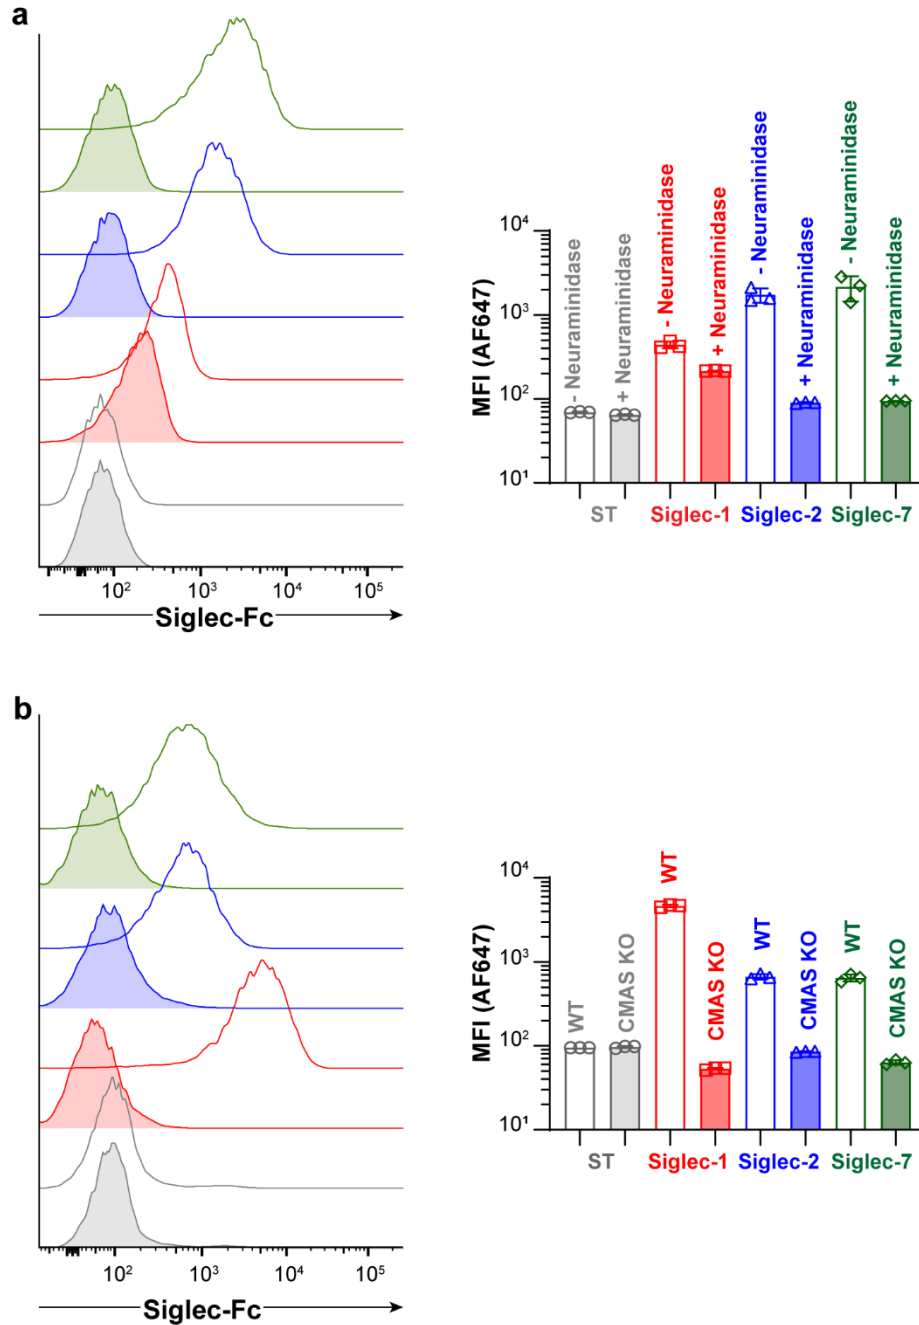 a
10² 10³ 10⁴ 10⁵
Siglec-Fc
MFI (AF647)
10⁴
10³
10²
10¹
- Neuraminidase
+ Neuraminidase
- Neuraminidase
+ Neuraminidase
- Neuraminidase
+ Neuraminidase
- Neuraminidase
+ Neuraminidase
ST Siglec-1 Siglec-2 Siglec-7
b
10² 10³ 10⁴ 10⁵
Siglec-Fc
MFI (AF647)
10⁴
10³
10²
10¹
WT
CMAS KO
WT
CMAS KO
WT
CMAS KO
WT
CMAS KO
ST Siglec-1 Siglec-2 Siglec-7